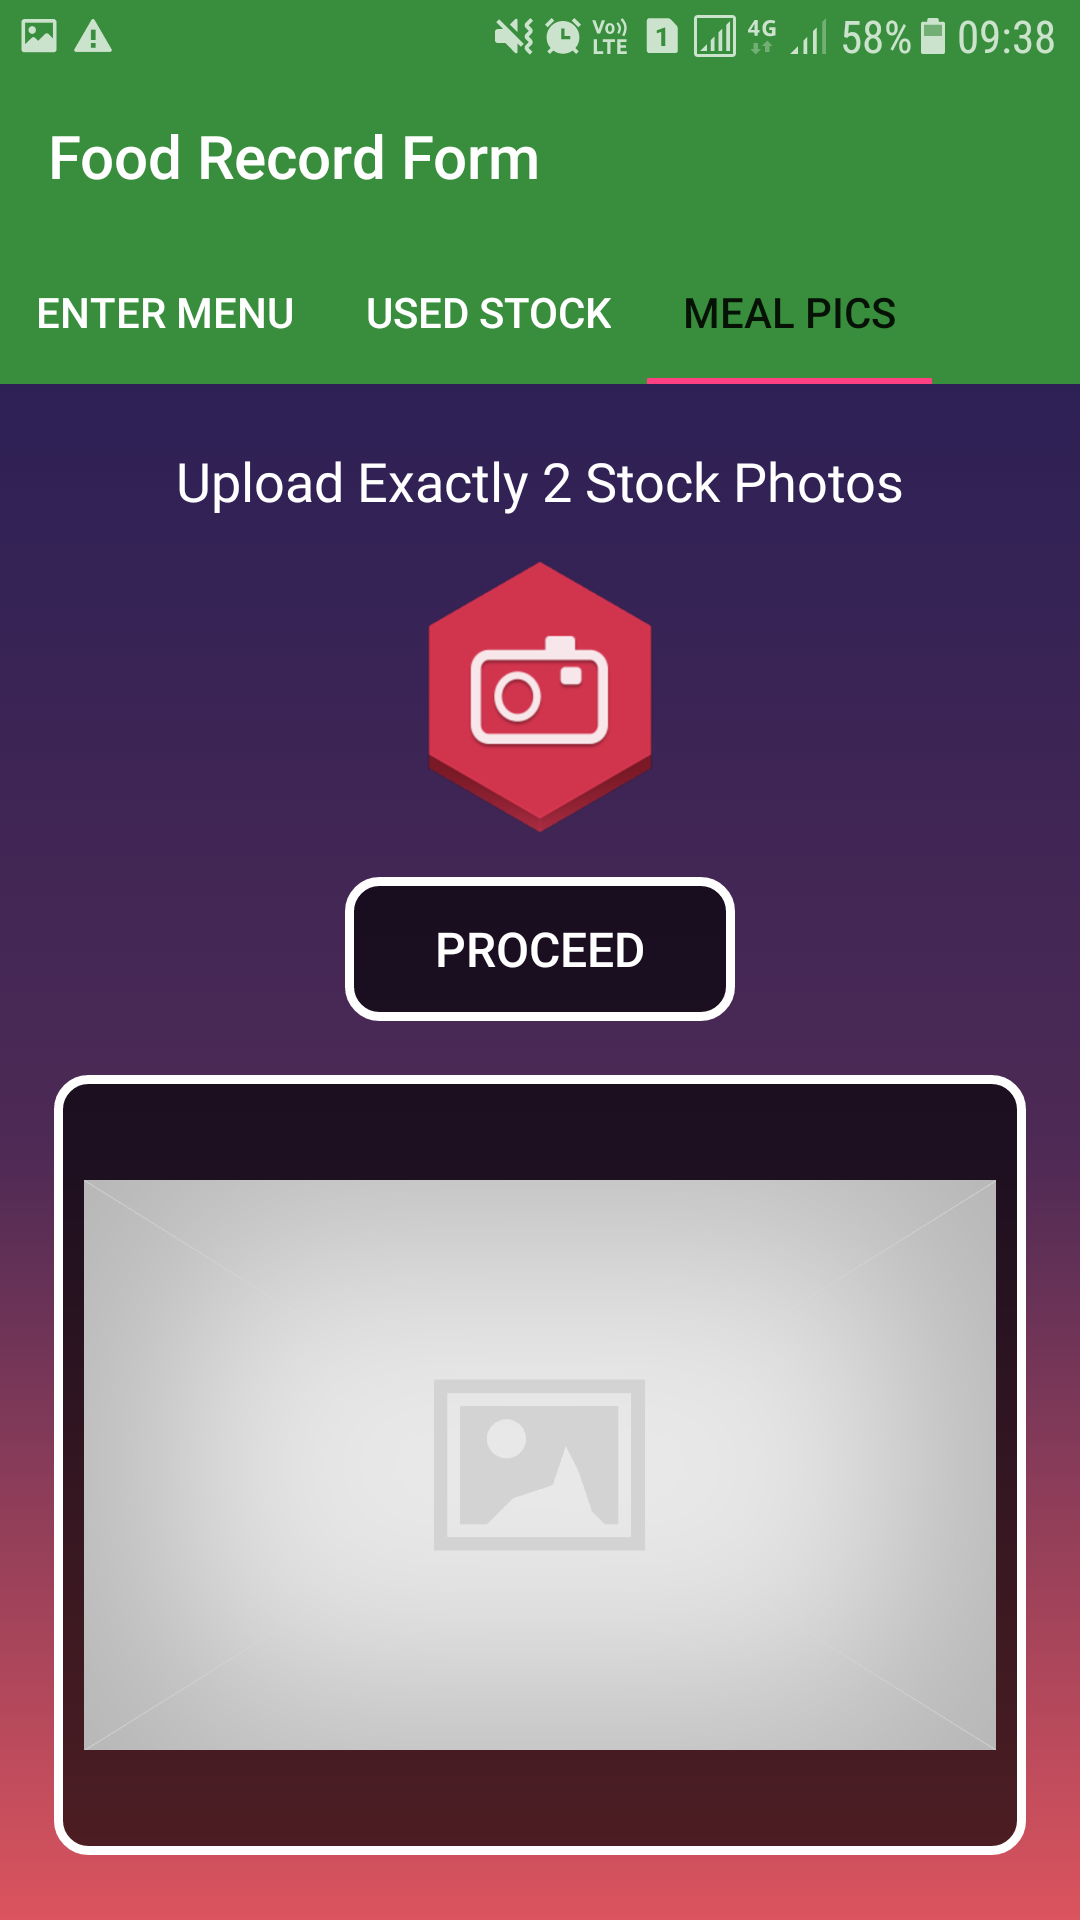 Vo)) LTE 1 4G 58% 09:38
Food Record Form
ENTER MENU USED STOCK MEAL PICS
Upload Exactly 2 Stock Photos
PROCEED